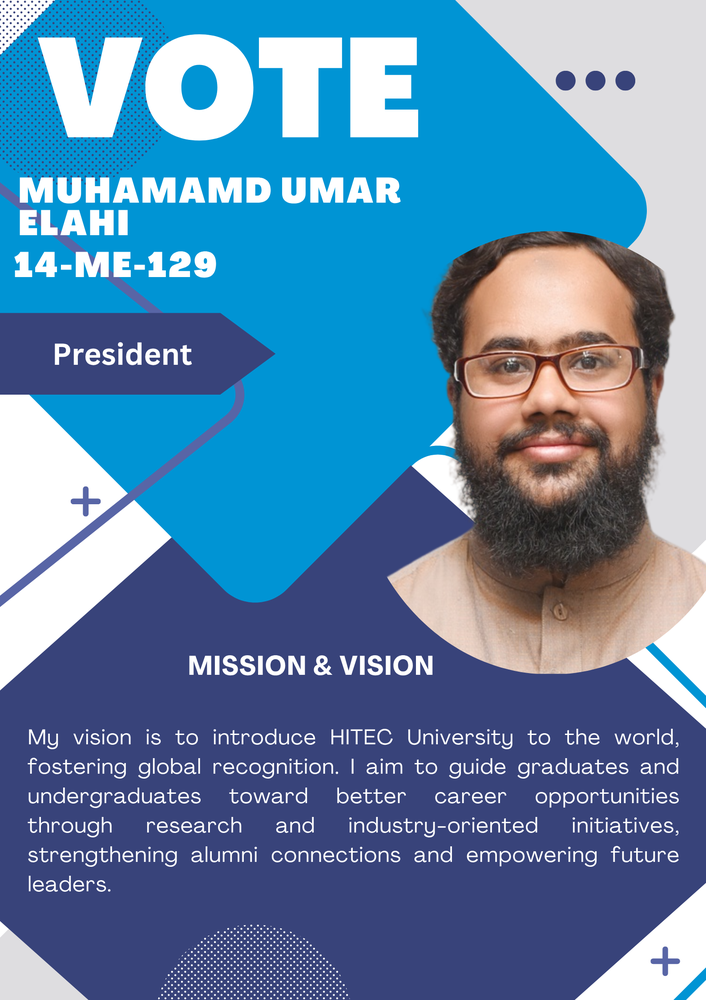 VOTE
MUHAMAMD UMAR
ELAHI
14-ME-129
President
MISSION & VISION
My vision is to introduce HITEC University to the world,
fostering global recognition. I aim to guide graduates and
undergraduates toward better career opportunities
through research and industry-oriented initiatives,
strengthening alumni connections and empowering future
leaders.